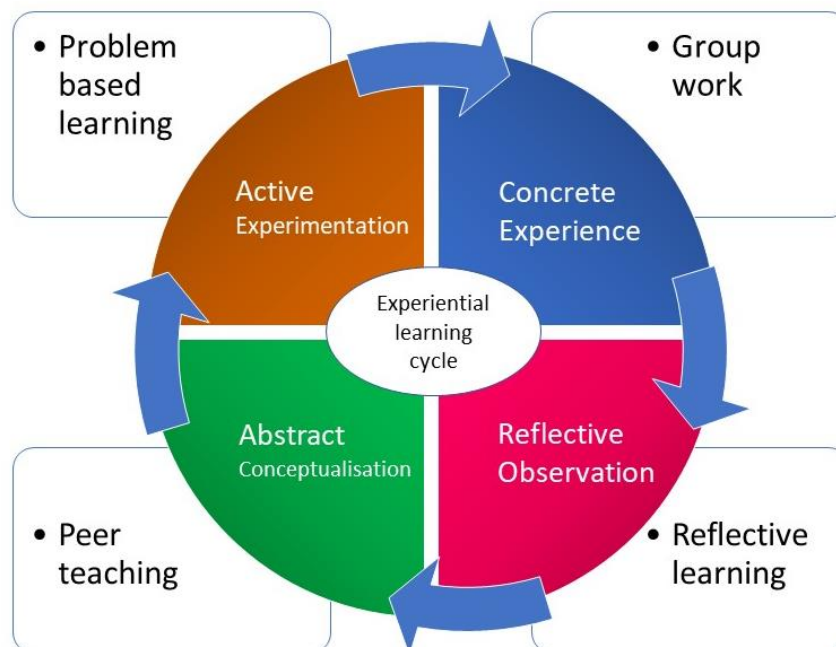 • Problem
based
learning
• Group
work
Active
Experimentation
Concrete
Experience
Experiential
learning
cycle
Abstract
Conceptualisation
Reflective
Observation
• Peer
teaching
• Reflective
learning